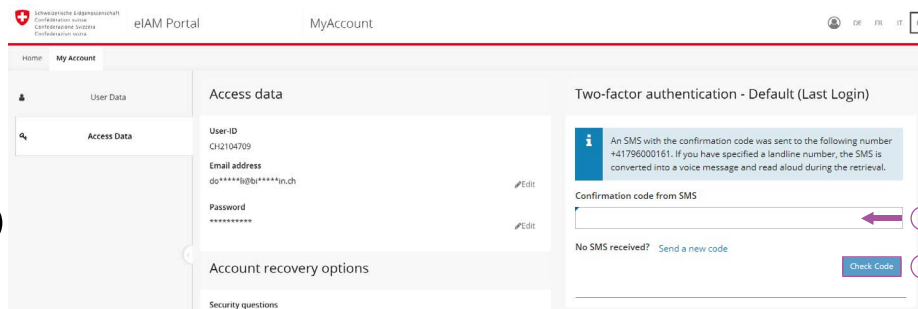 Schweizerische Eidgenossenschaft
Confédération suisse
Confederazione Svizzera
Confederaziun svizra
eIAM Portal
MyAccount
DE FR IT
Home My Account
User Data
Access Data
Access data
User-ID
CH2104709
Email address
do*****li@bi*****in.ch
Edit
Password
**********
Edit
Account recovery options
Security questions
Two-factor authentication - Default (Last Login)
An SMS with the confirmation code was sent to the following number
+41796000161. If you have specified a landline number, the SMS is
converted into a voice message and read aloud during the retrieval.
Confirmation code from SMS
No SMS received? Send a new code
Check Code